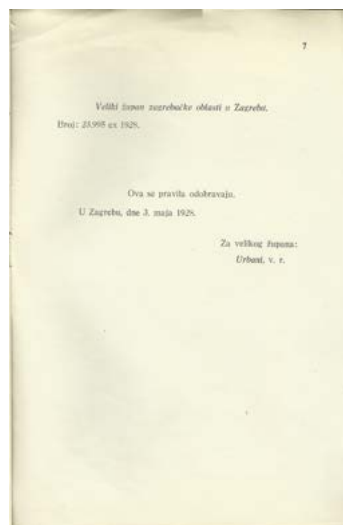 7
Veliki župan zagrebačke oblasti u Zagrebu.
Broj: 23.995 ex 1928.
Ova se pravila odobravaju.
U Zagrebu, dne 3. maja 1928.
Za velikog župana:
Urbani, v. r.